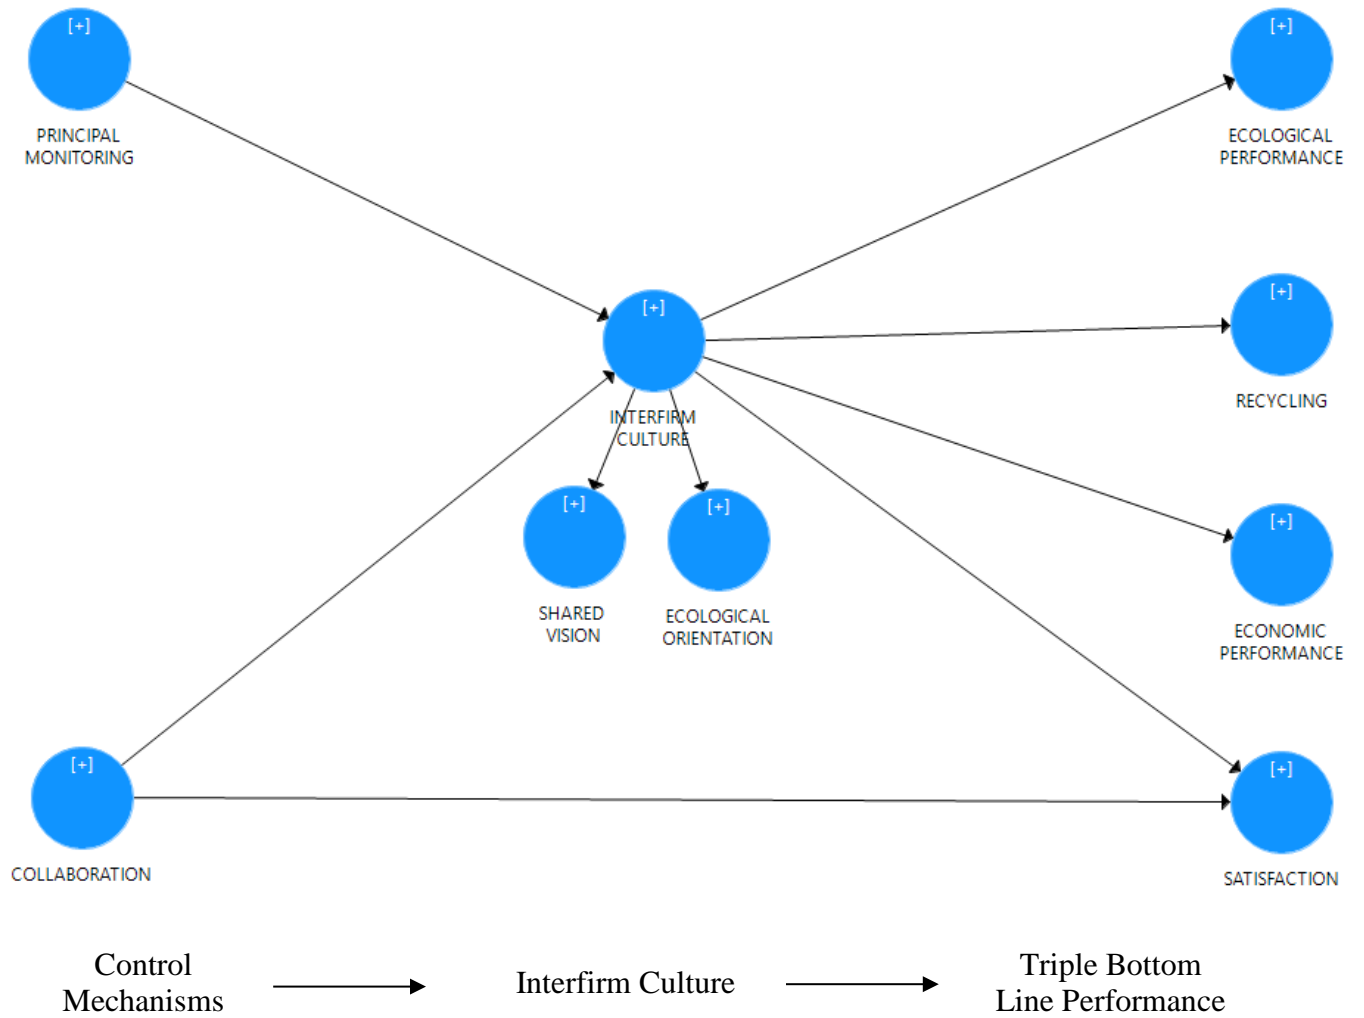 [+]
PRINCIPAL
MONITORING
[+]
ECOLOGICAL
PERFORMANCE
[+]
INTERFIRM
CULTURE
[+]
RECYCLING
[+]
SHARED
VISION
[+]
ECOLOGICAL
ORIENTATION
[+]
ECONOMIC
PERFORMANCE
[+]
COLLABORATION
[+]
SATISFACTION
Control
Mechanisms
Interfirm Culture
Triple Bottom
Line Performance